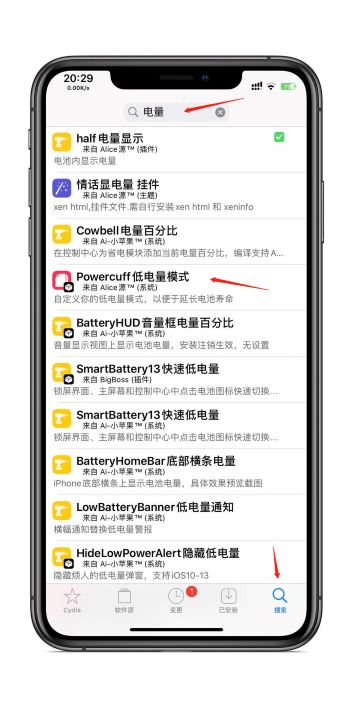 20:29
0.00K/s
电量
half 电量显示
来自 Alice 源™ (插件)
电池内显示电量
情话显电量 挂件
来自 Alice 源™ (主题)
xen html,挂件文件.需自行安装 xen html 和 xeninfo
Cowbell电量百分比
来自 Ai-小苹果™ (系统)
在控制中心为省电模块添加当前电量百分比，编译支持 A...
Powercuff低电量模式
来自 Alice 源™ (系统)
自定义你的低电量模式，以便于延长电池寿命
BatteryHUD音量框电量百分比
来自 Ai-小苹果™ (系统)
音量显示视图上显示电池电量，安装注销生效，无设置
SmartBattery13快速低电量
来自 BigBoss (插件)
锁屏界面、主屏幕和控制中心中点击电池图标快速切换...
SmartBattery13快速低电量
来自 Ai-小苹果™ (系统)
锁屏界面、主屏幕和控制中心中点击电池图标快速切换...
BatteryHomeBar底部横条电量
来自 Ai-小苹果™ (系统)
iPhone底部横条上显示电池电量，具体效果预览截图
LowBatteryBanner低电量通知
来自 Ai-小苹果™ (系统)
横幅通知替换低电量警报
HideLowPowerAlert隐藏低电量
来自 Ai-小苹果™ (系统)
隐藏烦人的低电量弹窗，支持iOS10-13
1
Cydia
软件源
变更
已安装
搜索